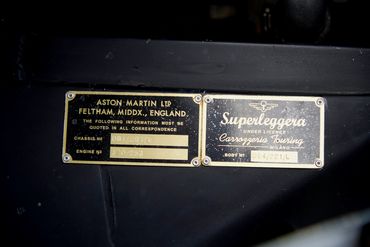 ASTON MARTIN LTD
FELTHAM, MIDDX., ENGLAND.
THE FOLLOWING INFORMATION MUST BE
QUOTED IN ALL CORRESPONDENCE
CHASSIS Nº
ENGINE Nº
Superleggera
UNDER LICENCE
Carrozzeria Touring
MILANO
BODY Nº